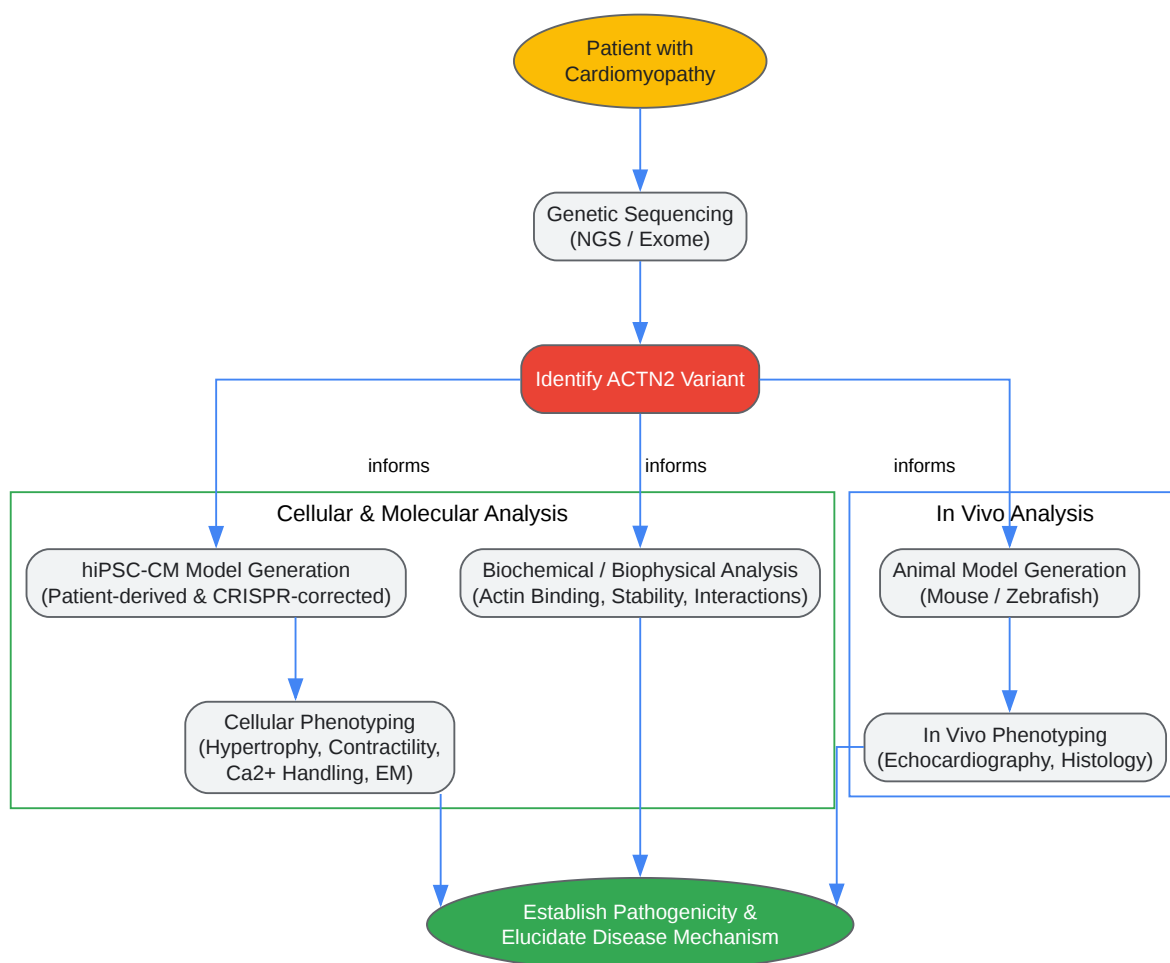 Patient with
Cardiomyopathy
Genetic Sequencing
(NGS / Exome)
Identify ACTN2 Variant
informs
informs
informs
Cellular & Molecular Analysis
In Vivo Analysis
hiPSC-CM Model Generation
(Patient-derived & CRISPR-corrected)
Biochemical / Biophysical Analysis
(Actin Binding, Stability, Interactions)
Animal Model Generation
(Mouse / Zebrafish)
Cellular Phenotyping
(Hypertrophy, Contractility,
Ca2+ Handling, EM)
In Vivo Phenotyping
(Echocardiography, Histology)
Establish Pathogenicity &
Elucidate Disease Mechanism